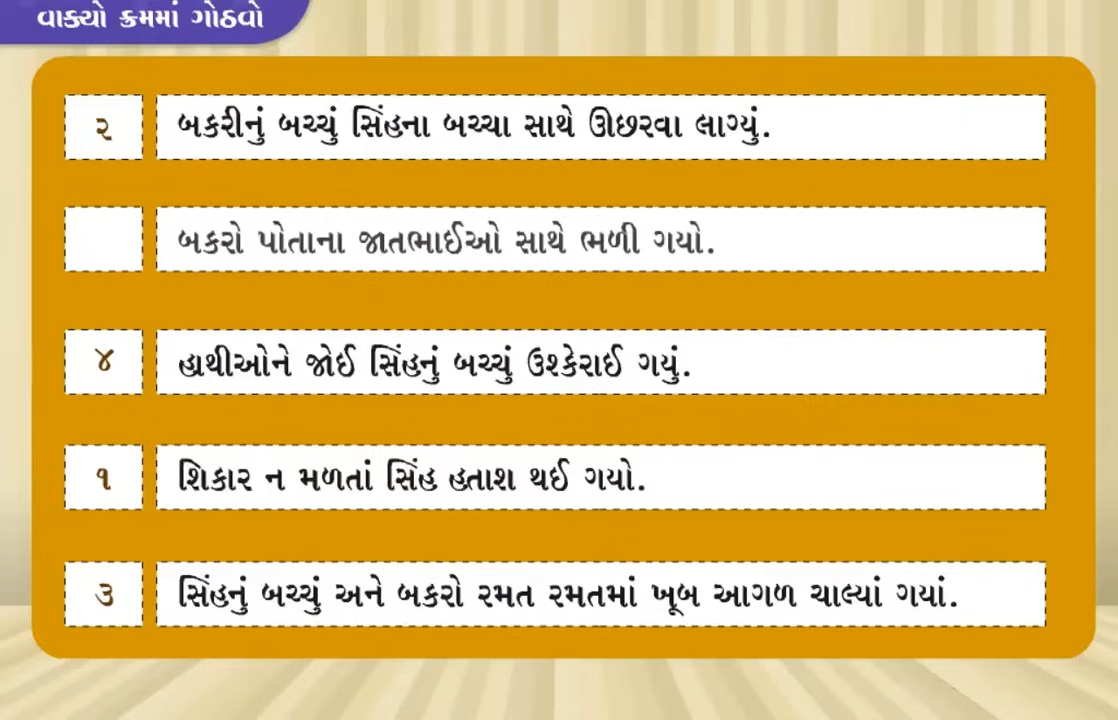 વાક્યો ક્રમમાં ગોઠવો
૨ બકરીનું બચ્ચું સિંહના બચ્ચા સાથે ઊછરવા લાગ્યું.
બકરો પોતાના જાતભાઈઓ સાથે ભળી ગયો.
૪ હાથીઓને જોઈ સિંહનું બચ્ચું ઉશ્કેરાઈ ગયું.
૧ શિકાર ન મળતાં સિંહ હતાશ થઈ ગયો.
૩ સિંહનું બચ્ચું અને બકરો રમત રમતમાં ખૂબ આગળ ચાલ્યાં ગયાં.